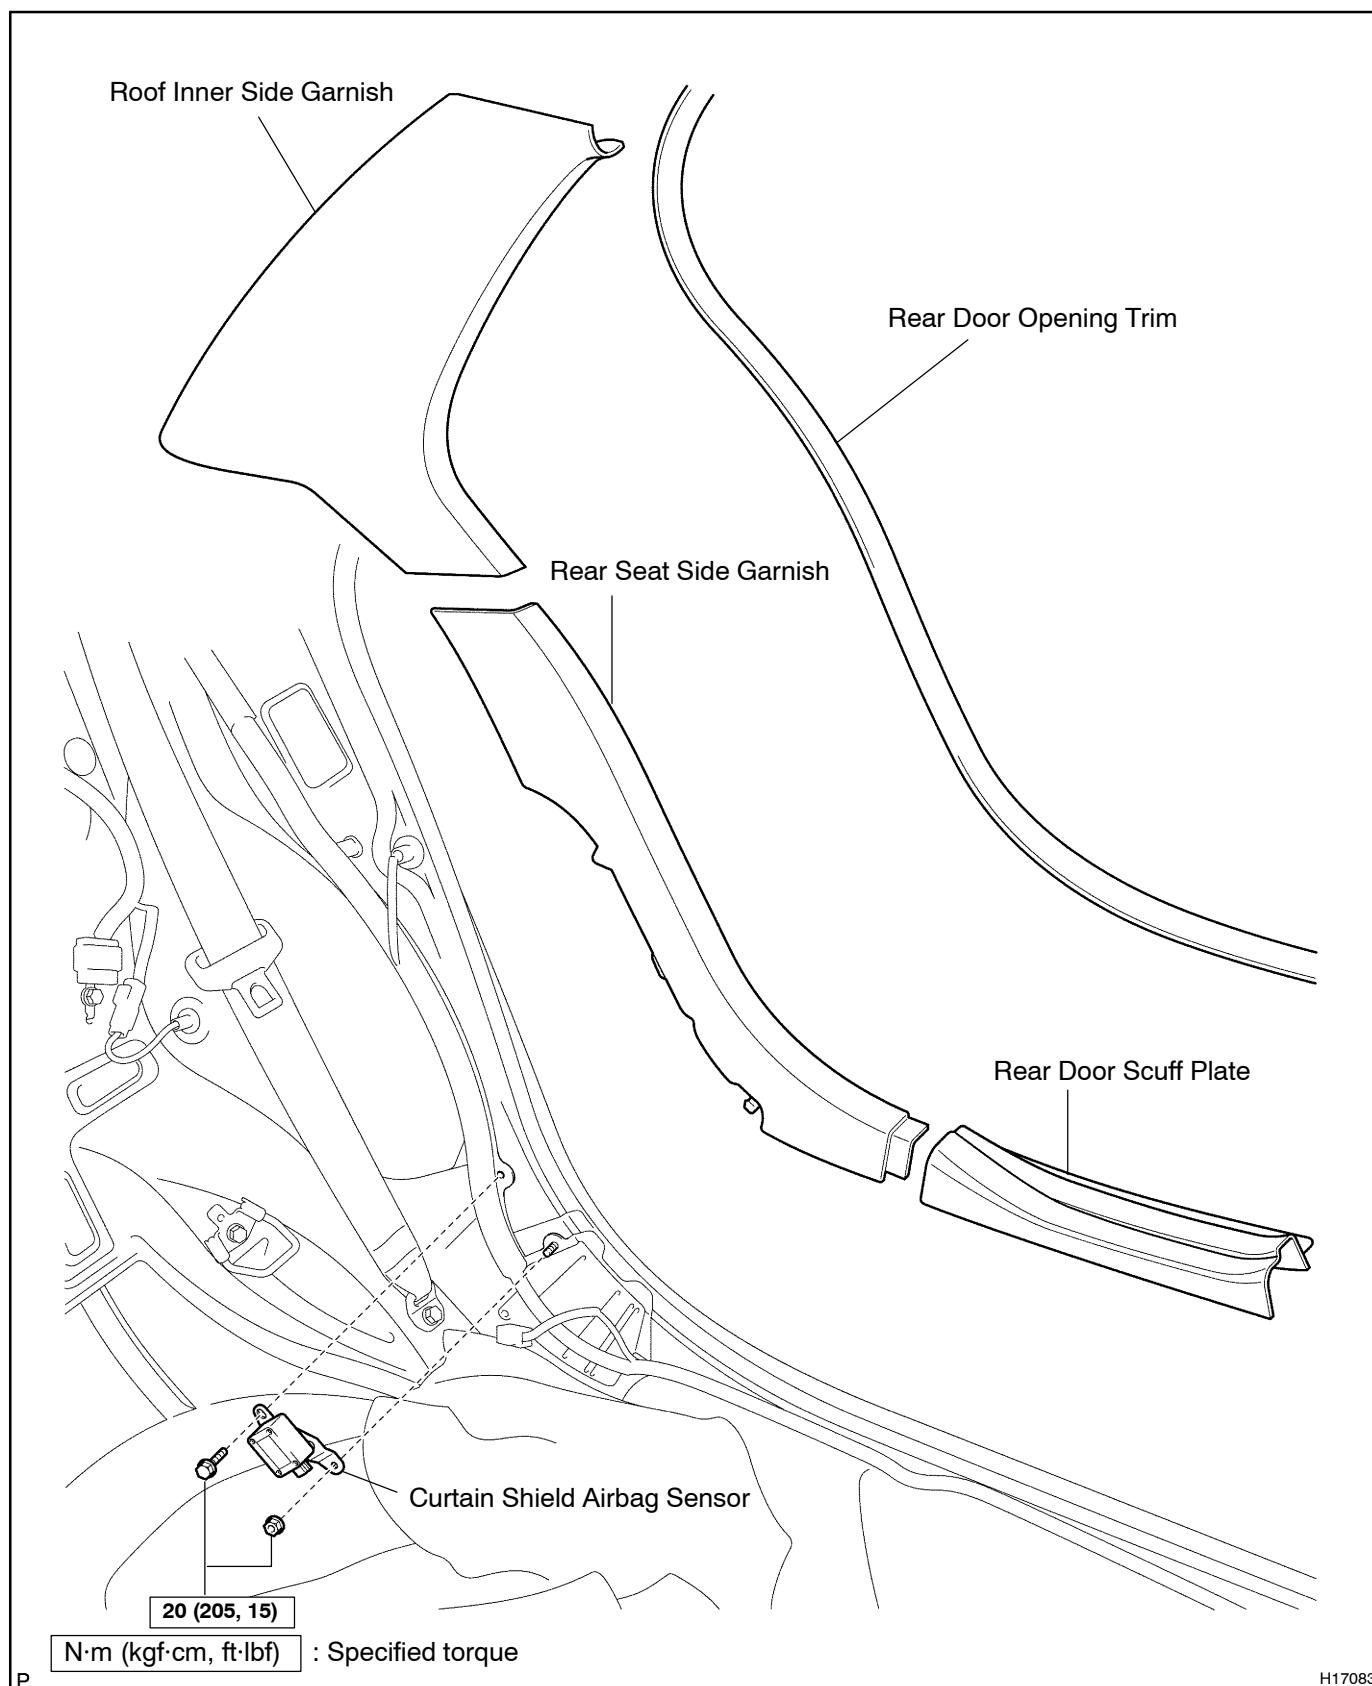 Roof Inner Side Garnish
Rear Door Opening Trim
Rear Seat Side Garnish
Rear Door Scuff Plate
Curtain Shield Airbag Sensor
20 (205, 15)
N·m (kgf·cm, ft·lbf) : Specified torque
P
H17083